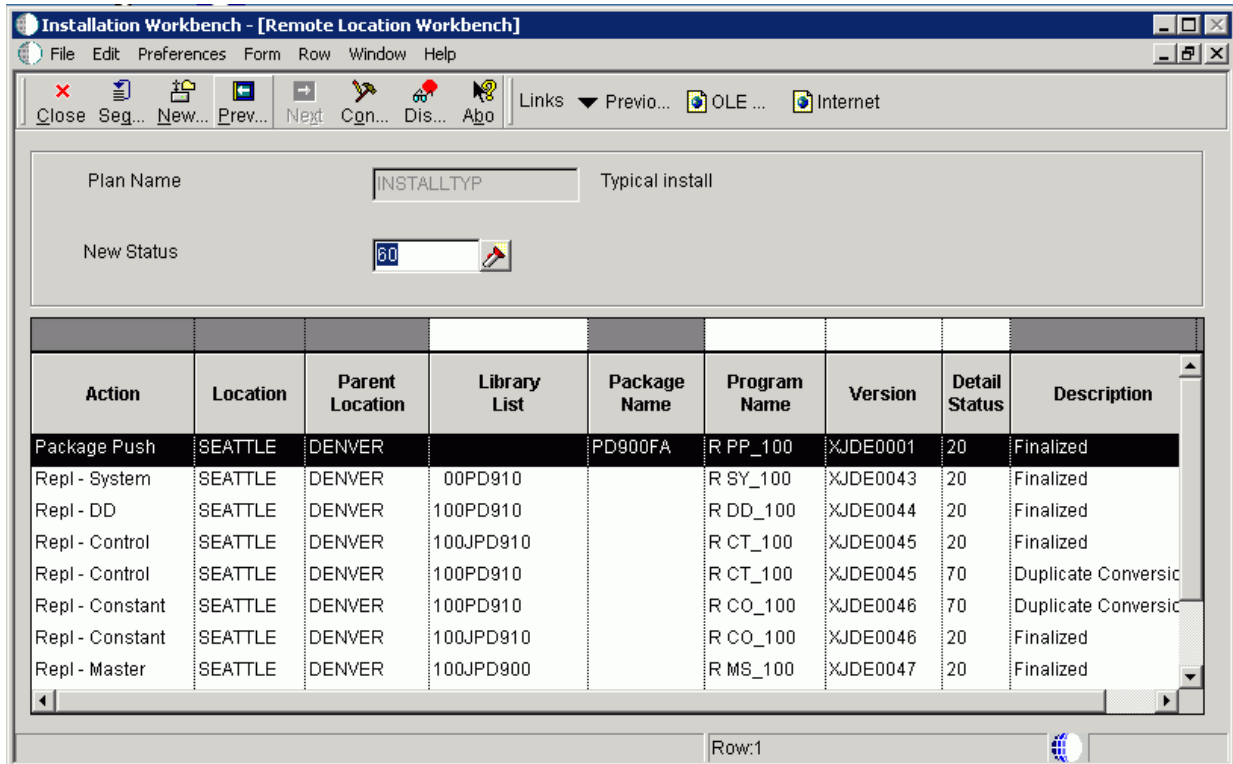 Installation Workbench - [Remote Location Workbench]
File Edit Preferences Form Row Window Help
Close Seq... New... Prev... Next Con... Dis... Abo Links Previo... OLE ... Internet
Plan Name INSTALLTYP Typical install
New Status 60
Action Location Parent Location Library List Package Name Program Name Version Detail Status Description
Package Push SEATTLE DENVER PD900FA R PP_100 XJDE0001 20 Finalized
Repl - System SEATTLE DENVER 00PD910 R SY_100 XJDE0043 20 Finalized
Repl - DD SEATTLE DENVER 100PD910 R DD_100 XJDE0044 20 Finalized
Repl - Control SEATTLE DENVER 100JPD910 R CT_100 XJDE0045 20 Finalized
Repl - Control SEATTLE DENVER 100PD910 R CT_100 XJDE0045 70 Duplicate Conversic
Repl - Constant SEATTLE DENVER 100PD910 R CO_100 XJDE0046 70 Duplicate Conversic
Repl - Constant SEATTLE DENVER 100JPD910 R CO_100 XJDE0046 20 Finalized
Repl - Master SEATTLE DENVER 100JPD900 R MS_100 XJDE0047 20 Finalized
Row:1